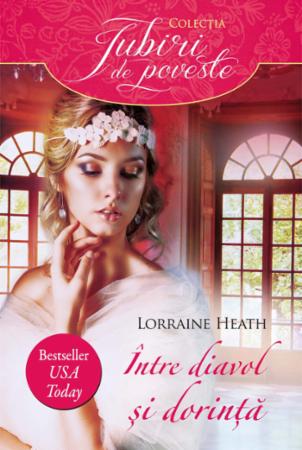 COLECȚIA
Iubiri
de poveste
LORRAINE HEATH
Bestseller
USA
Today
Între diavol
și dorință